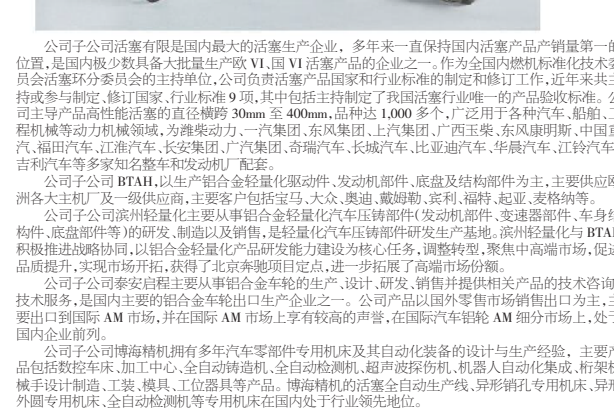 公司子公司活塞有限是国内最大的活塞生产企业，多年来一直保持国内活塞产品产销量第一的
位置,是国内极少数具备大批量生产欧 VI、国 VI 活塞产品的企业之一。作为全国内燃机标准化技术委
员会活塞环分委员会的主持单位,公司负责活塞产品国家和行业标准的制定和修订工作,近年来共主
持或参与制定、修订国家、行业标准 9 项,其中包括主持制定了我国活塞行业唯一的产品验收标准。公
司主导产品高性能活塞的直径横跨 30mm 至 400mm,品种达 1,000 多个,广泛用于各种汽车、船舶、工
程机械等动力机械领域,为潍柴动力、一汽集团、东风集团、上汽集团、广西玉柴、东风康明斯、中国重
汽、福田汽车、江淮汽车、长安集团、广汽集团、奇瑞汽车、长城汽车、比亚迪汽车、华晨汽车、江铃汽车、
吉利汽车等多家知名整车和发动机厂配套。
公司子公司 BTAH,以生产铝合金轻量化驱动件、发动机部件、底盘及结构部件为主,主要供应欧
洲各大主机厂及一级供应商,主要客户包括宝马、大众、奥迪、戴姆勒、宾利、福特、起亚、麦格纳等。
公司子公司滨州轻量化主要从事铝合金轻量化汽车压铸部件(发动机部件、变速器部件、车身结
构件、底盘部件等)的研发、制造以及销售,是轻量化汽车压铸部件研发生产基地。滨州轻量化与 BTAH
积极推进战略协同,以铝合金轻量化产品研发能力建设为核心任务,调整转型,聚焦中高端市场,促进
品质提升,实现市场开拓,获得了北京奔驰项目定点,进一步拓展了高端市场份额。
公司子公司泰安启程主要从事铝合金车轮的生产、设计、研发、销售并提供相关产品的技术咨询、
技术服务,是国内主要的铝合金车轮出口生产企业之一。公司产品以国外零售市场销售出口为主,主
要出口到国际 AM 市场,并在国际 AM 市场上享有较高的声誉,在国际汽车铝轮 AM 细分市场上,处于
国内企业前列。
公司子公司博海精机拥有多年汽车零部件专用机床及其自动化装备的设计与生产经验，主要产
品包括数控车床、加工中心、全自动铸造机、全自动检测机、超声波探伤机、机器人自动化集成、桁架机
械手设计制造、工装、模具、工位器具等产品。博海精机的活塞全自动生产线、异形销孔专用机床、异形
外圆专用机床、全自动检测机等专用机床在国内处于行业领先地位。